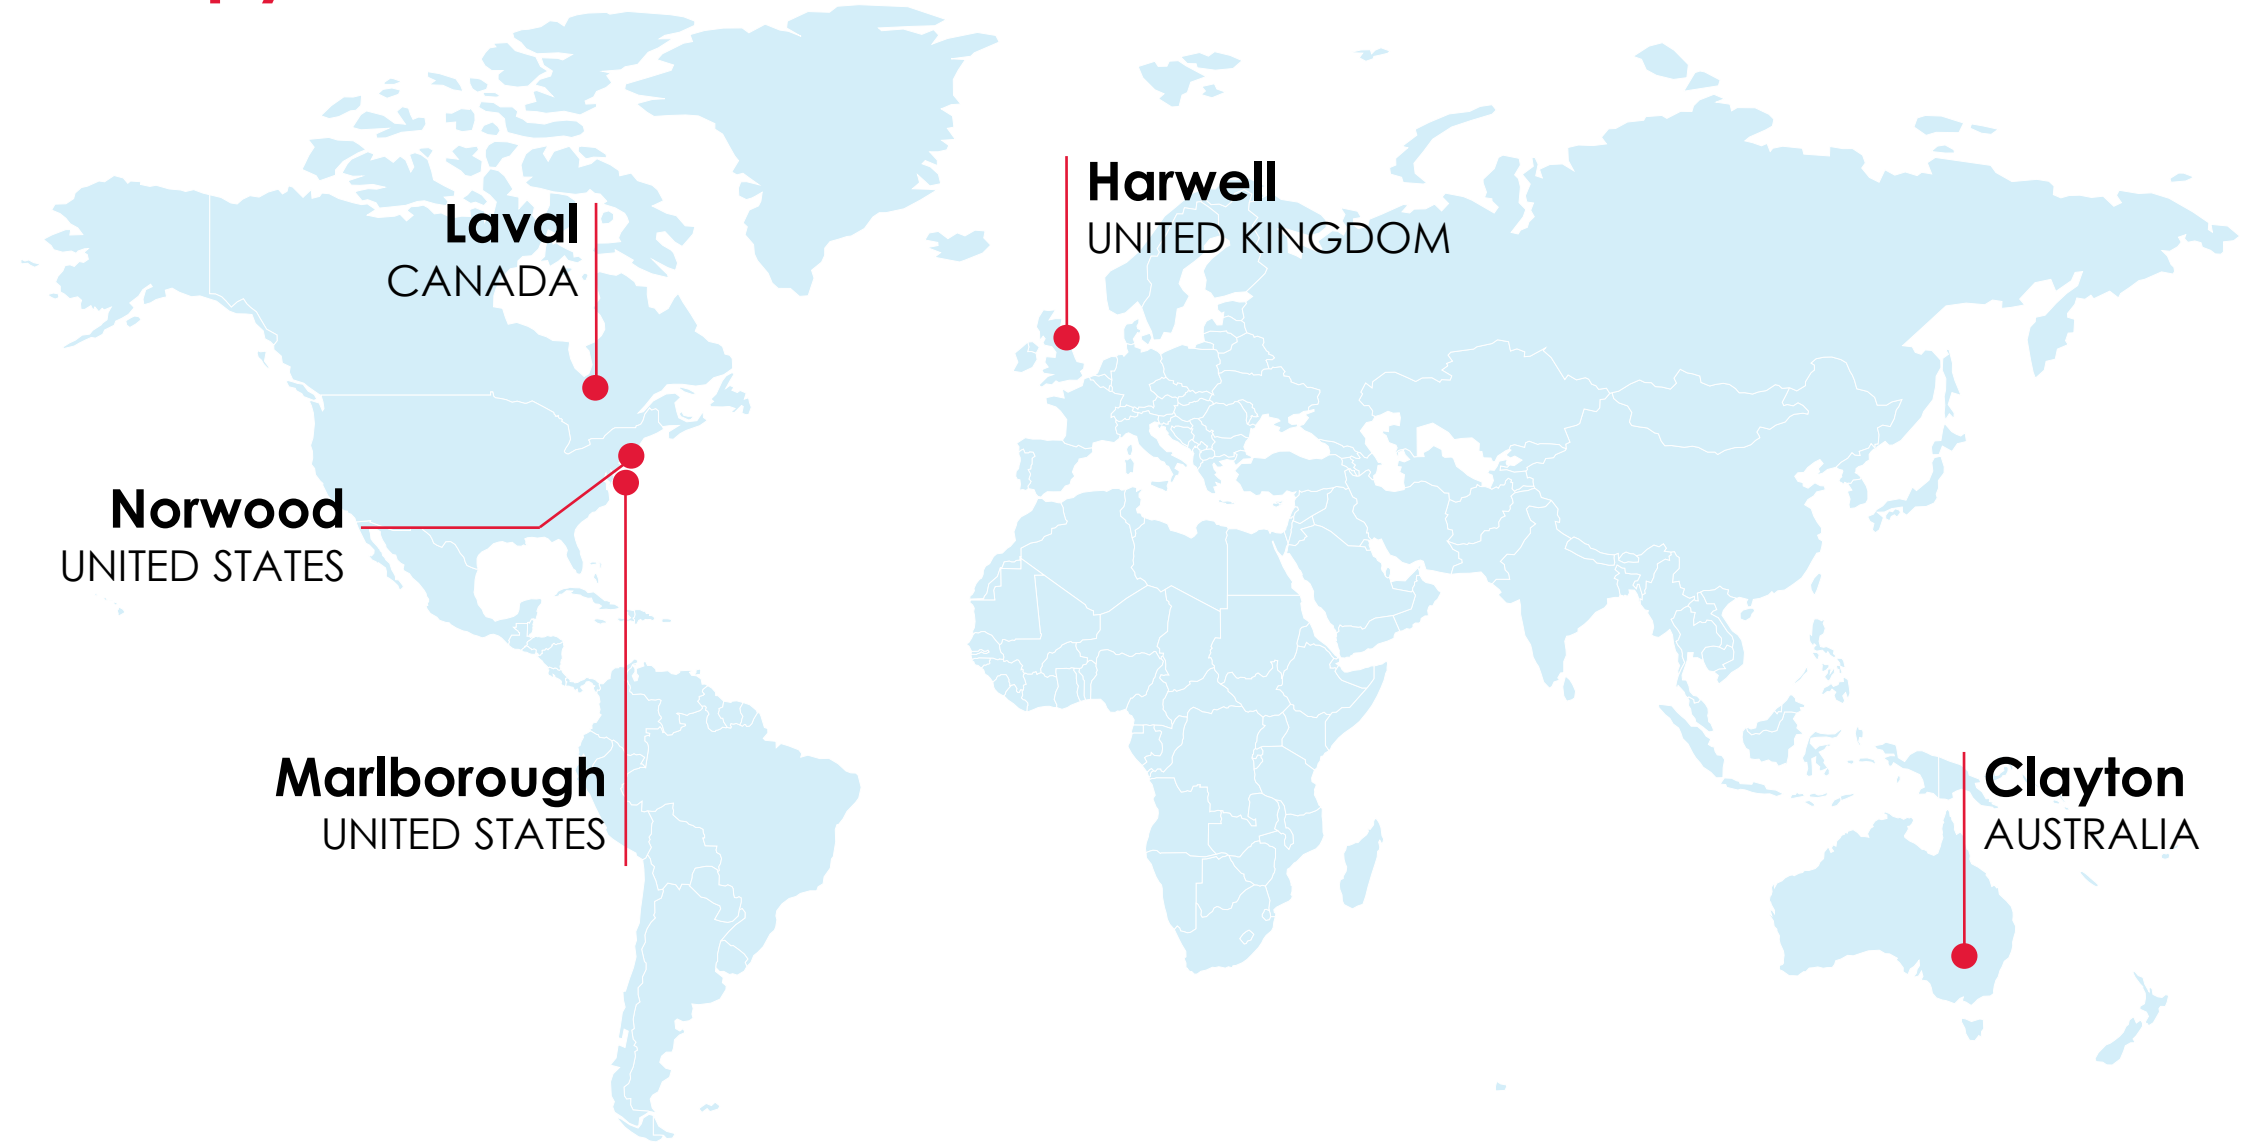 Harwell
UNITED KINGDOM
Laval
CANADA
Norwood
UNITED STATES
Marlborough
UNITED STATES
Clayton
AUSTRALIA